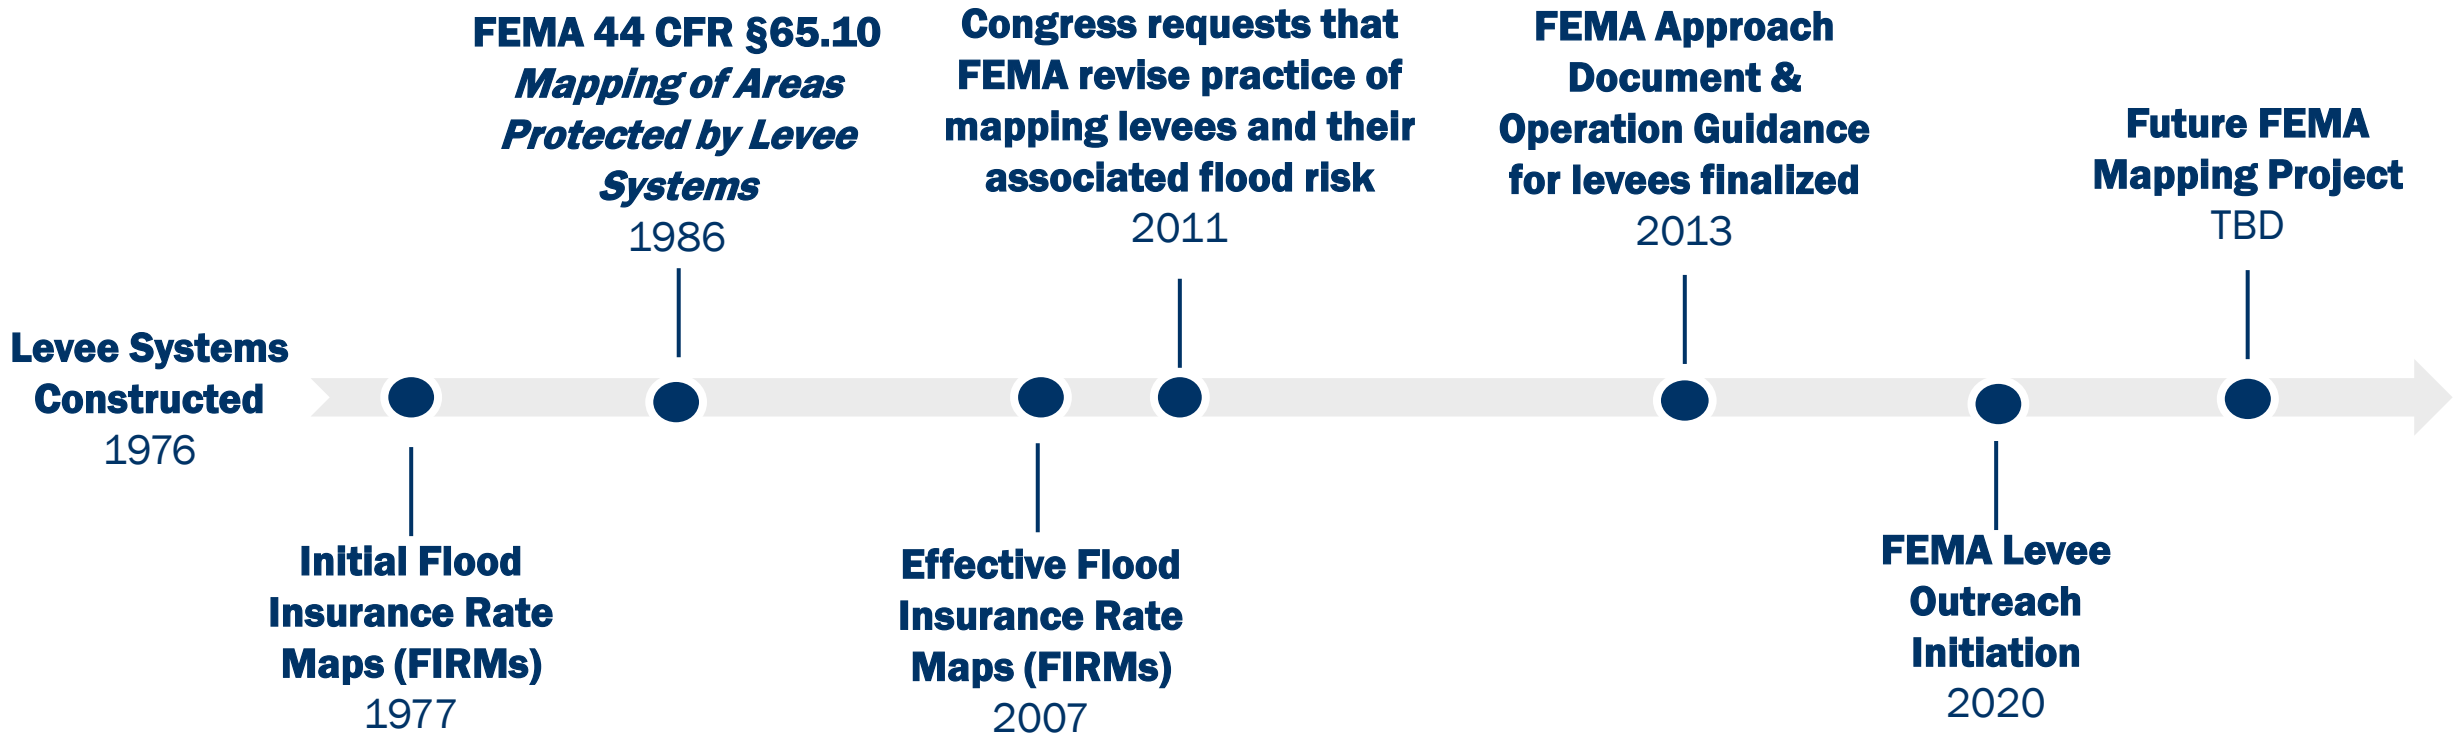 Levee Systems
Constructed
1976
Initial Flood
Insurance Rate
Maps (FIRMs)
1977
FEMA 44 CFR §65.10
Mapping of Areas
Protected by Levee
Systems
1986
Effective Flood
Insurance Rate
Maps (FIRMs)
2007
Congress requests that
FEMA revise practice of
mapping levees and their
associated flood risk
2011
FEMA Approach
Document &
Operation Guidance
for levees finalized
2013
FEMA Levee
Outreach
Initiation
2020
Future FEMA
Mapping Project
TBD